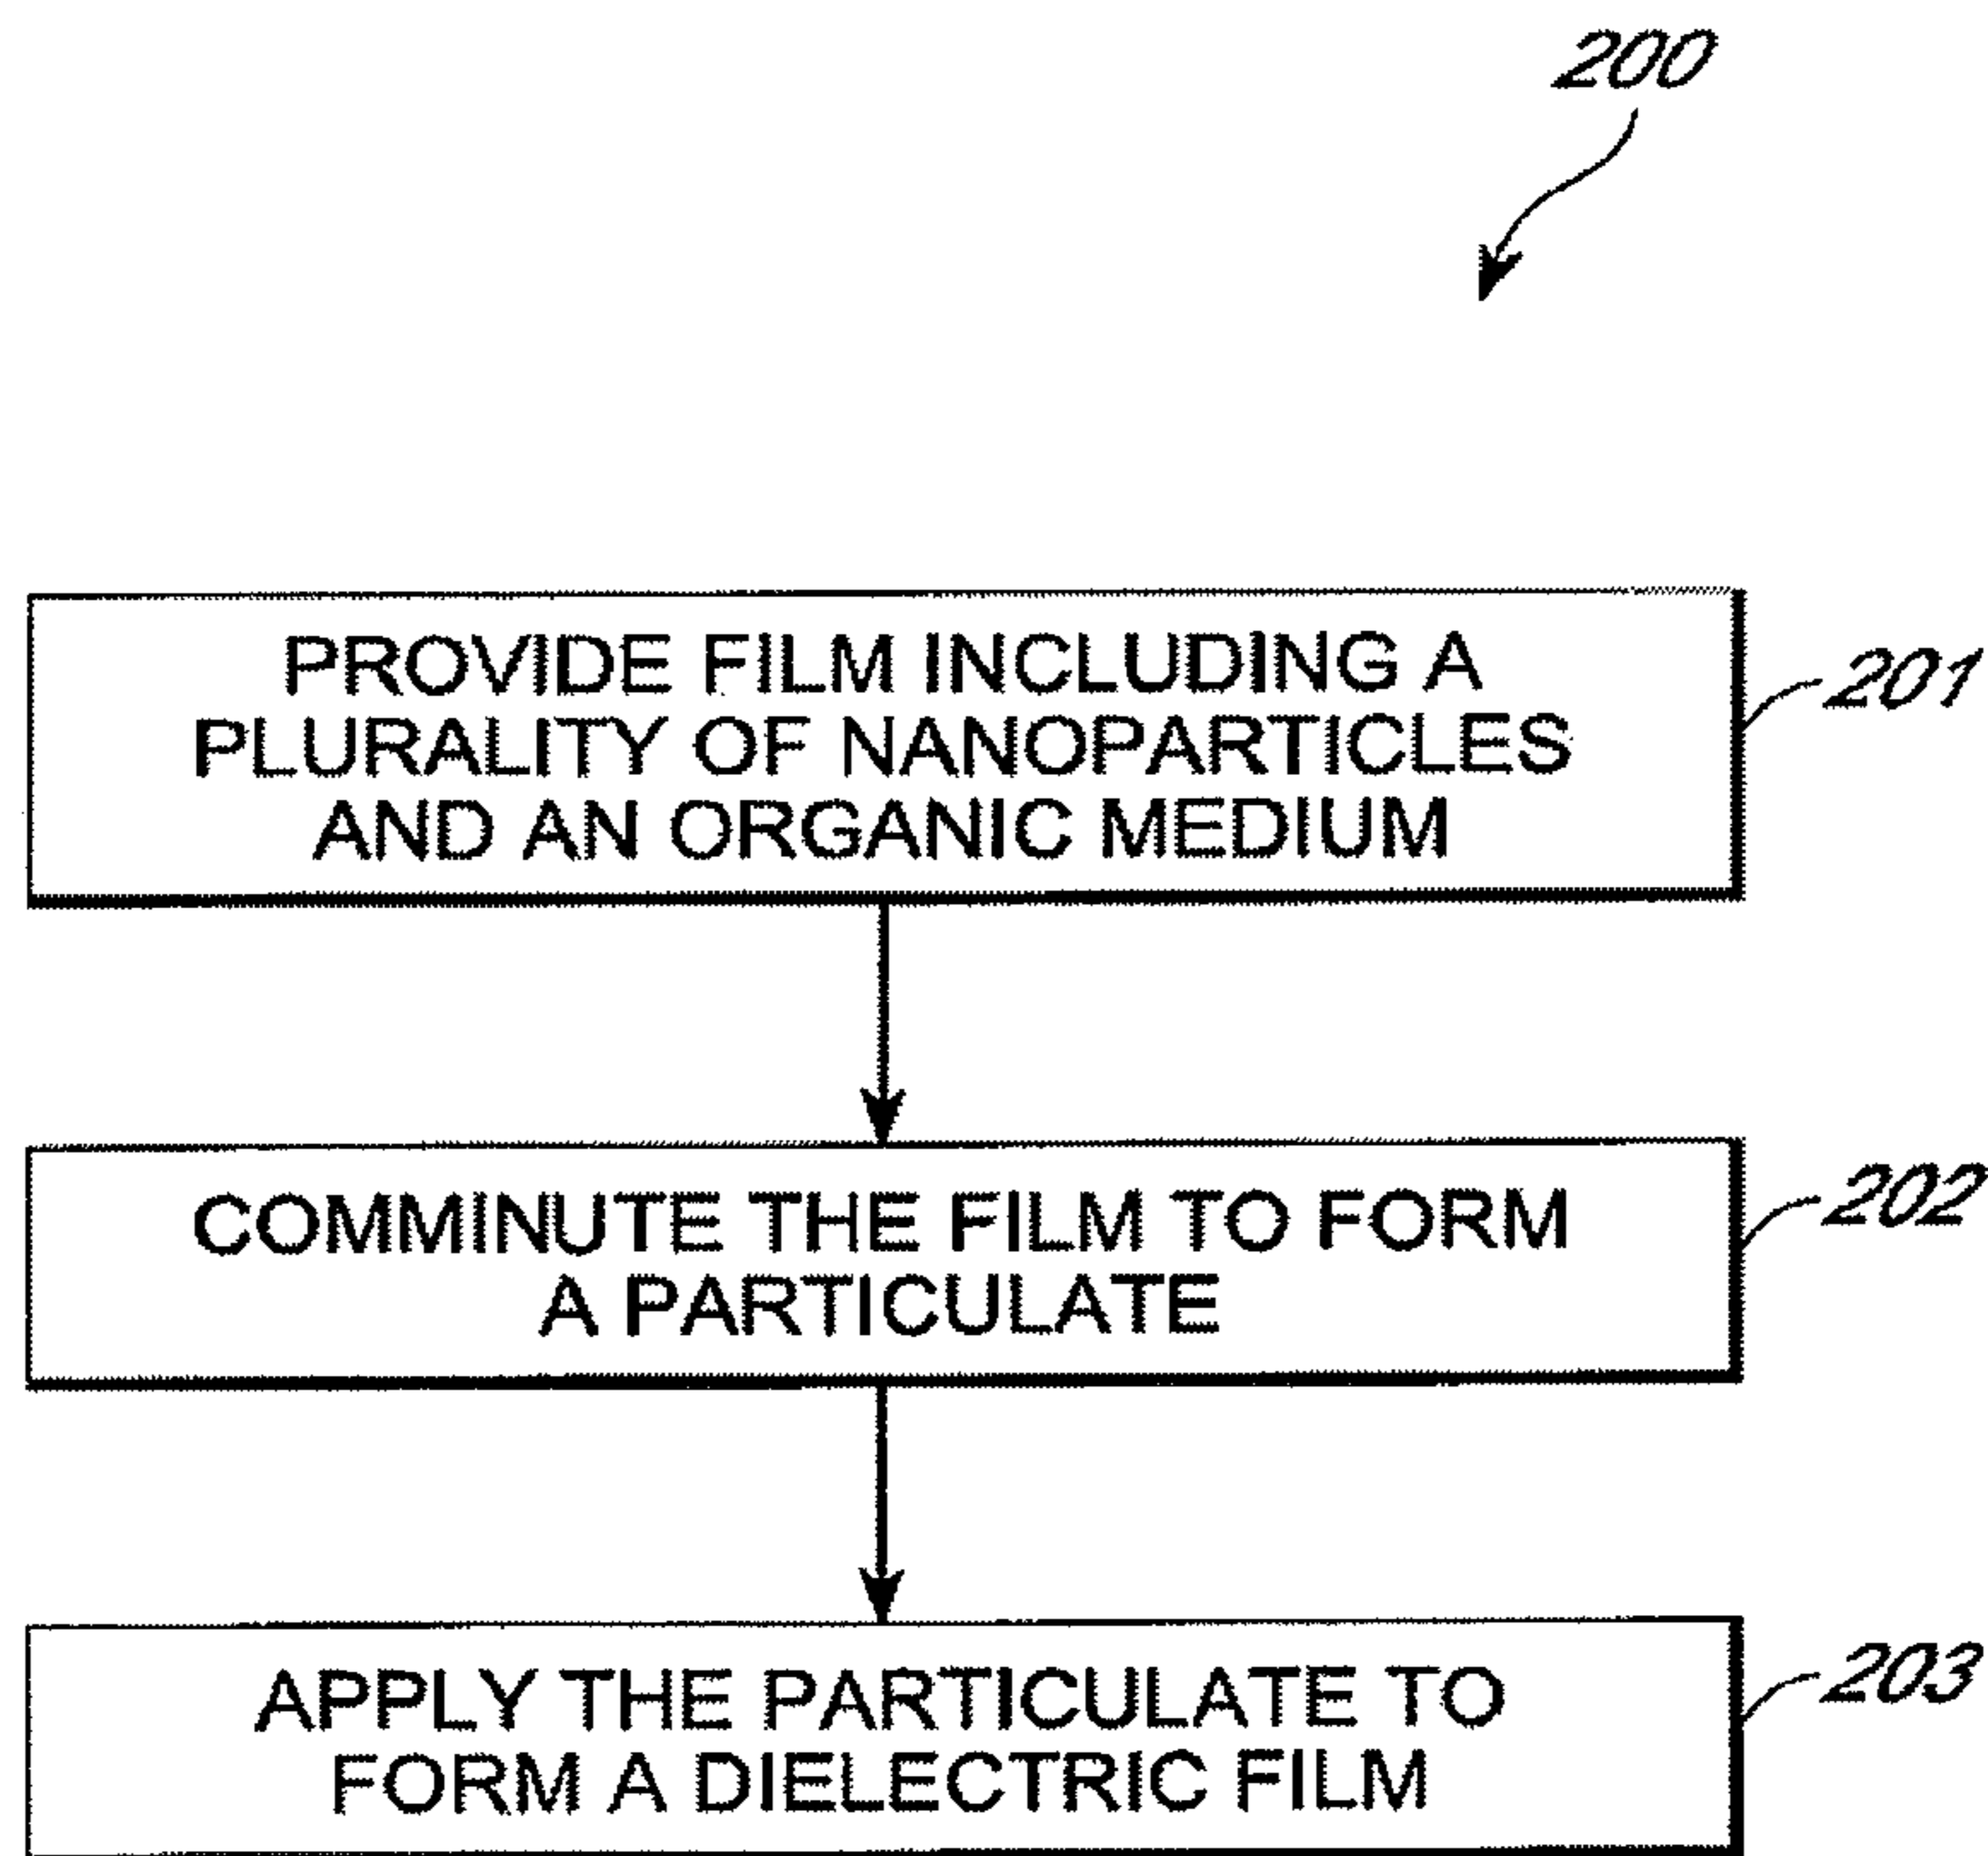 200
PROVIDE FILM INCLUDING A
PLURALITY OF NANOPARTICLES
AND AN ORGANIC MEDIUM
201
COMMINUTE THE FILM TO FORM
A PARTICULATE
202
APPLY THE PARTICULATE TO
FORM A DIELECTRIC FILM
203